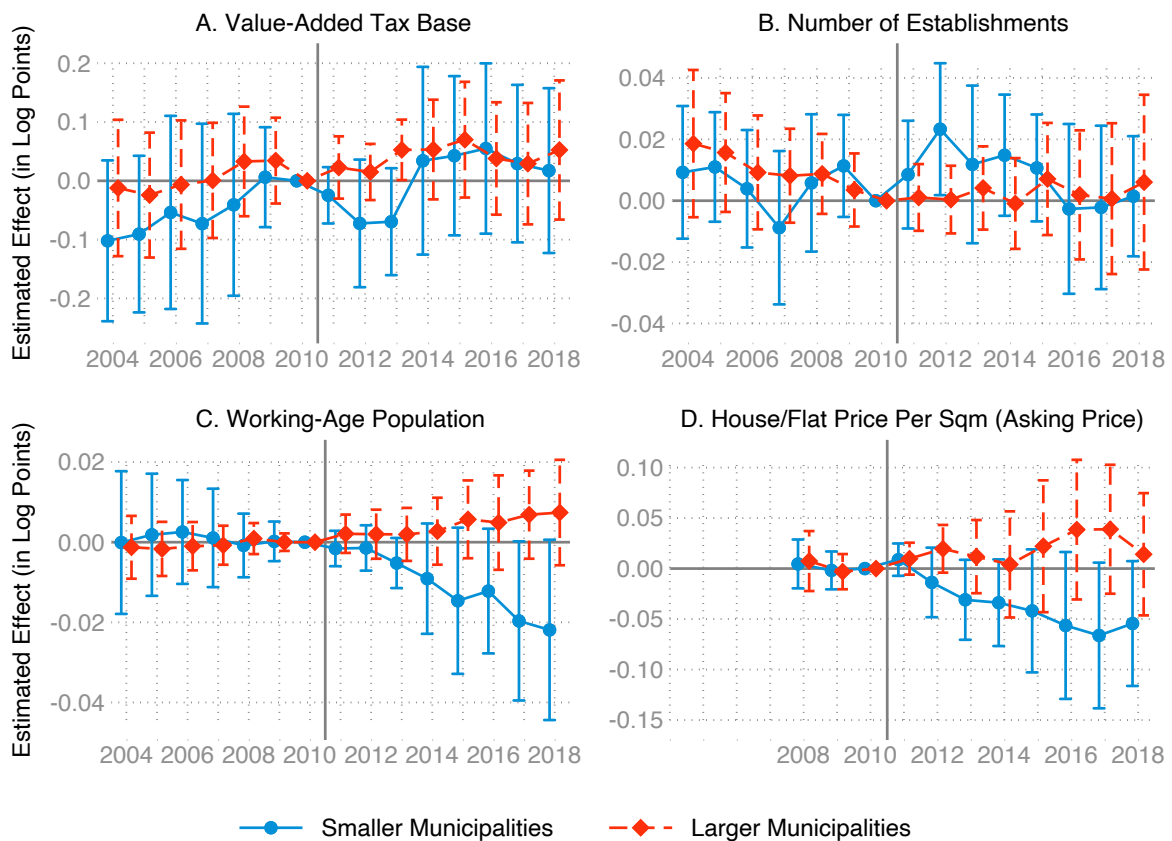 A. Value-Added Tax Base
B. Number of Establishments
Estimated Effect (in Log Points)
0.2
0.1
0.0
-0.1
-0.2
2004 2006 2008 2010 2012 2014 2016 2018
0.04
0.02
0.00
-0.02
-0.04
2004 2006 2008 2010 2012 2014 2016 2018
C. Working-Age Population
D. House/Flat Price Per Sqm (Asking Price)
Estimated Effect (in Log Points)
0.02
0.00
-0.02
-0.04
2004 2006 2008 2010 2012 2014 2016 2018
0.10
0.05
0.00
-0.05
-0.10
-0.15
2008 2010 2012 2014 2016 2018
Smaller Municipalities
Larger Municipalities